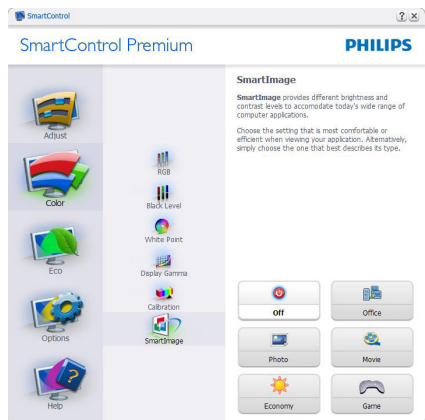 SmartControl
SmartControl Premium
PHILIPS
Adjust
Color
Eco
Options
Help
RGB
Black Level
White Point
Display Gamma
Calibration
SmartImage
SmartImage
SmartImage provides different brightness and
contrast levels to accomodate today's wide range of
computer applications.
Choose the setting that is most comfortable or
efficient when viewing your application. Alternatively,
simply choose the one that best describes its type.
Off
Office
Photo
Movie
Economy
Game